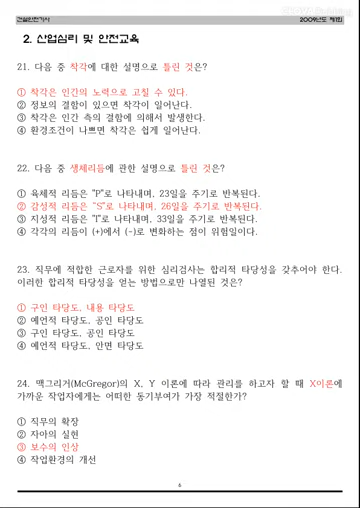 건설안전기사 2009년도 제1회
2. 산업심리 및 안전교육
21. 다음 중 착각에 대한 설명으로 틀린 것은?
① 착각은 인간의 노력으로 고칠 수 있다.
② 정보의 결함이 있으면 착각이 일어난다.
③ 착각은 인간 측의 결함에 의해서 발생한다.
④ 환경조건이 나쁘면 착각은 쉽게 일어난다.
22. 다음 중 생체리듬에 관한 설명으로 틀린 것은?
① 육체적 리듬은 "P"로 나타내며, 23일을 주기로 반복된다.
② 감성적 리듬은 "S"로 나타내며, 26일을 주기로 반복된다.
③ 지성적 리듬은 "I"로 나타내며, 33일을 주기로 반복된다.
④ 각각의 리듬이 (+)에서 (-)로 변화하는 점이 위험일이다.
23. 직무에 적합한 근로자를 위한 심리검사는 합리적 타당성을 갖추어야 한다.
이러한 합리적 타당성을 얻는 방법으로만 나열된 것은?
① 구인 타당도, 내용 타당도
② 예언적 타당도, 공인 타당도
③ 구인 타당도, 공인 타당도
④ 예언적 타당도, 안면 타당도
24. 맥그리거(McGregor)의 X, Y 이론에 따라 관리를 하고자 할 때 X이론에
가까운 작업자에게는 어떠한 동기부여가 가장 적절한가?
① 직무의 확장
② 자아의 실현
③ 보수의 인상
④ 작업환경의 개선
6